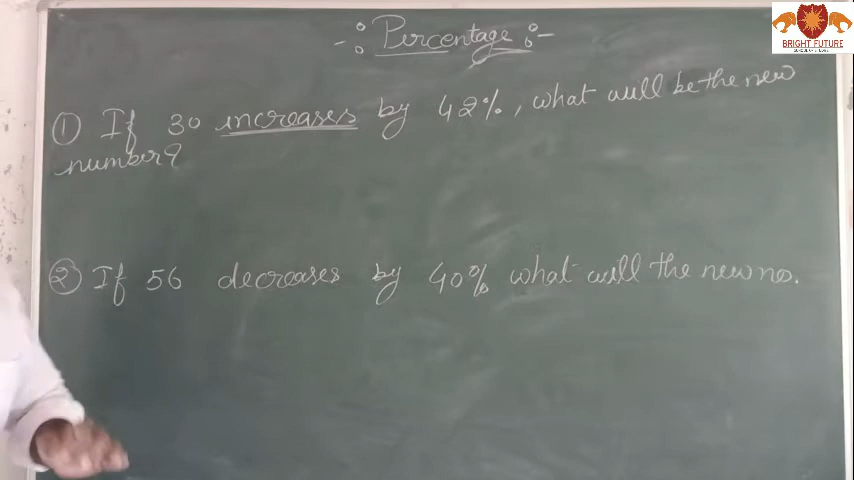 -: Percentage :-
BRIGHT FUTURE
① If 30 increases by 42%, what will be the new
number?
② If 56 decreases by 40% what will the new no.